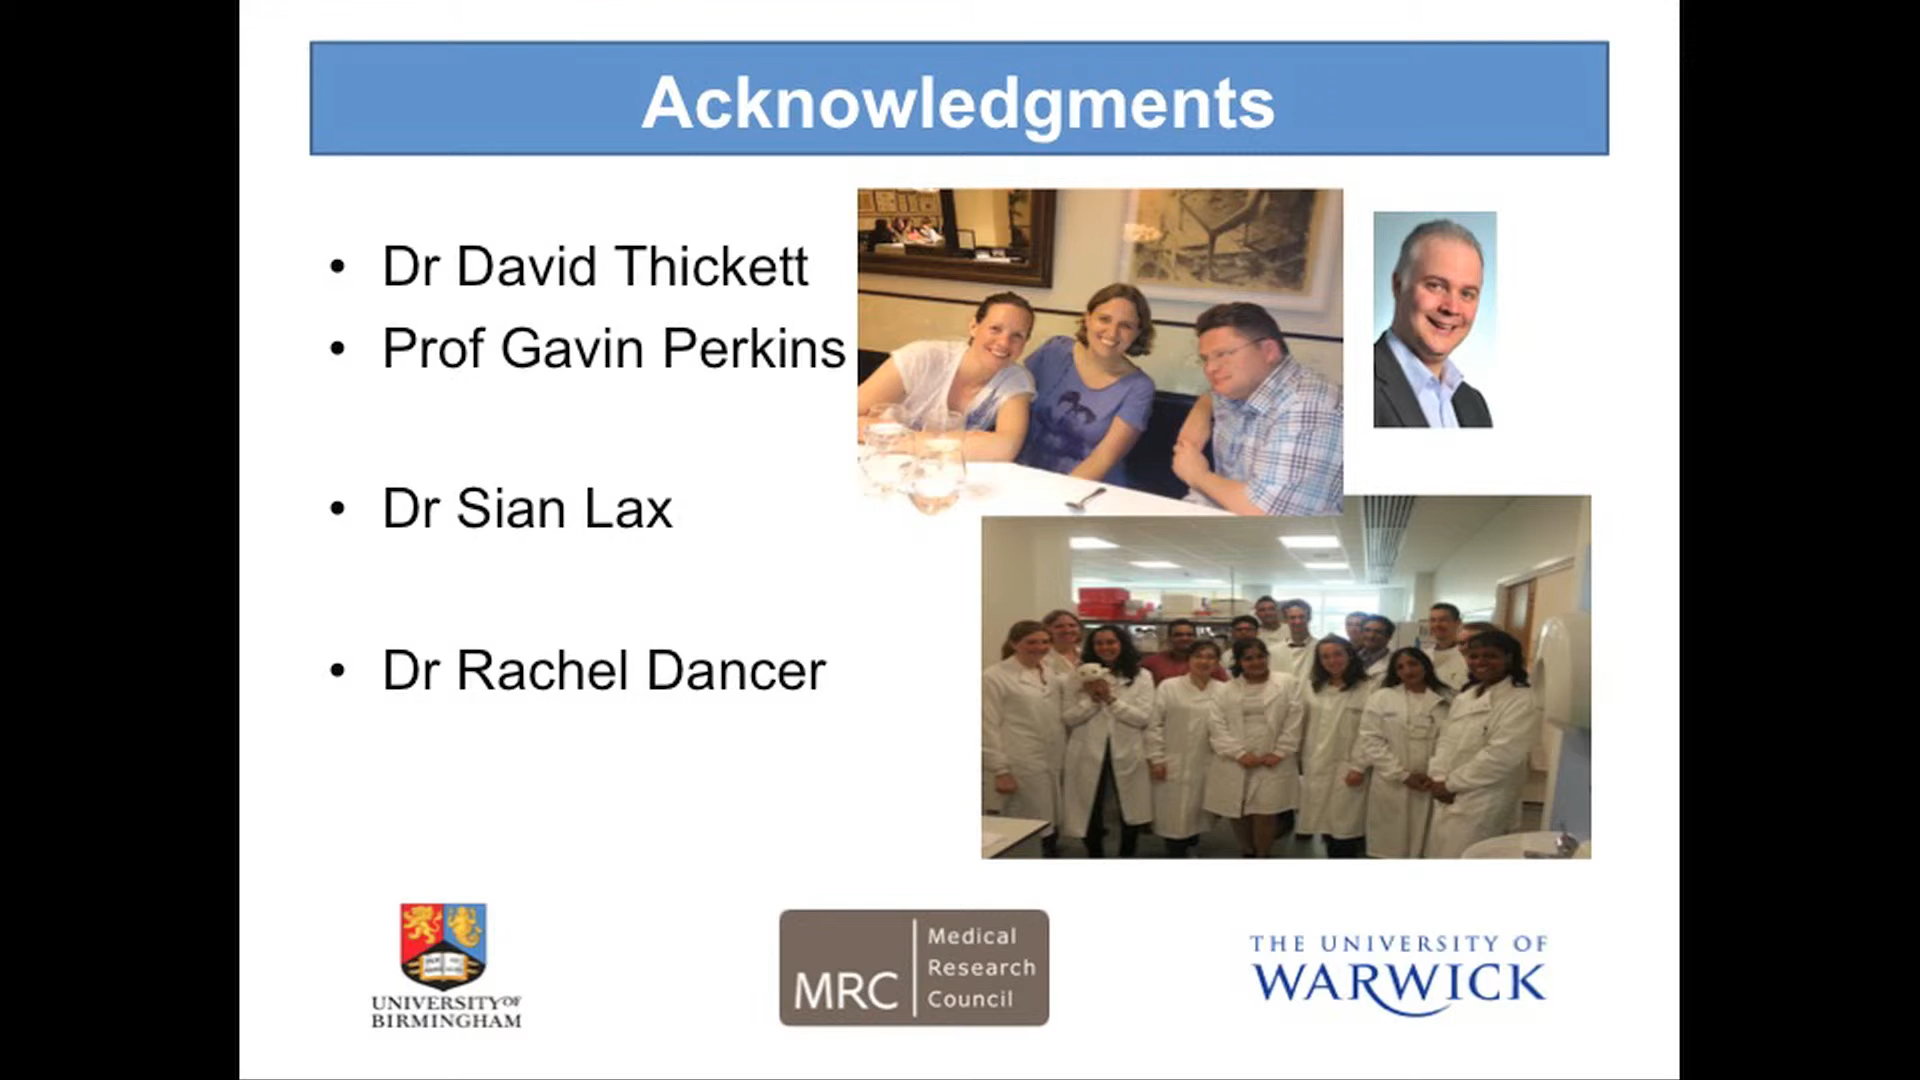 Acknowledgments
• Dr David Thickett
• Prof Gavin Perkins
• Dr Sian Lax
• Dr Rachel Dancer
UNIVERSITY OF
BIRMINGHAM
MRC
Medical
Research
Council
THE UNIVERSITY OF
WARWICK